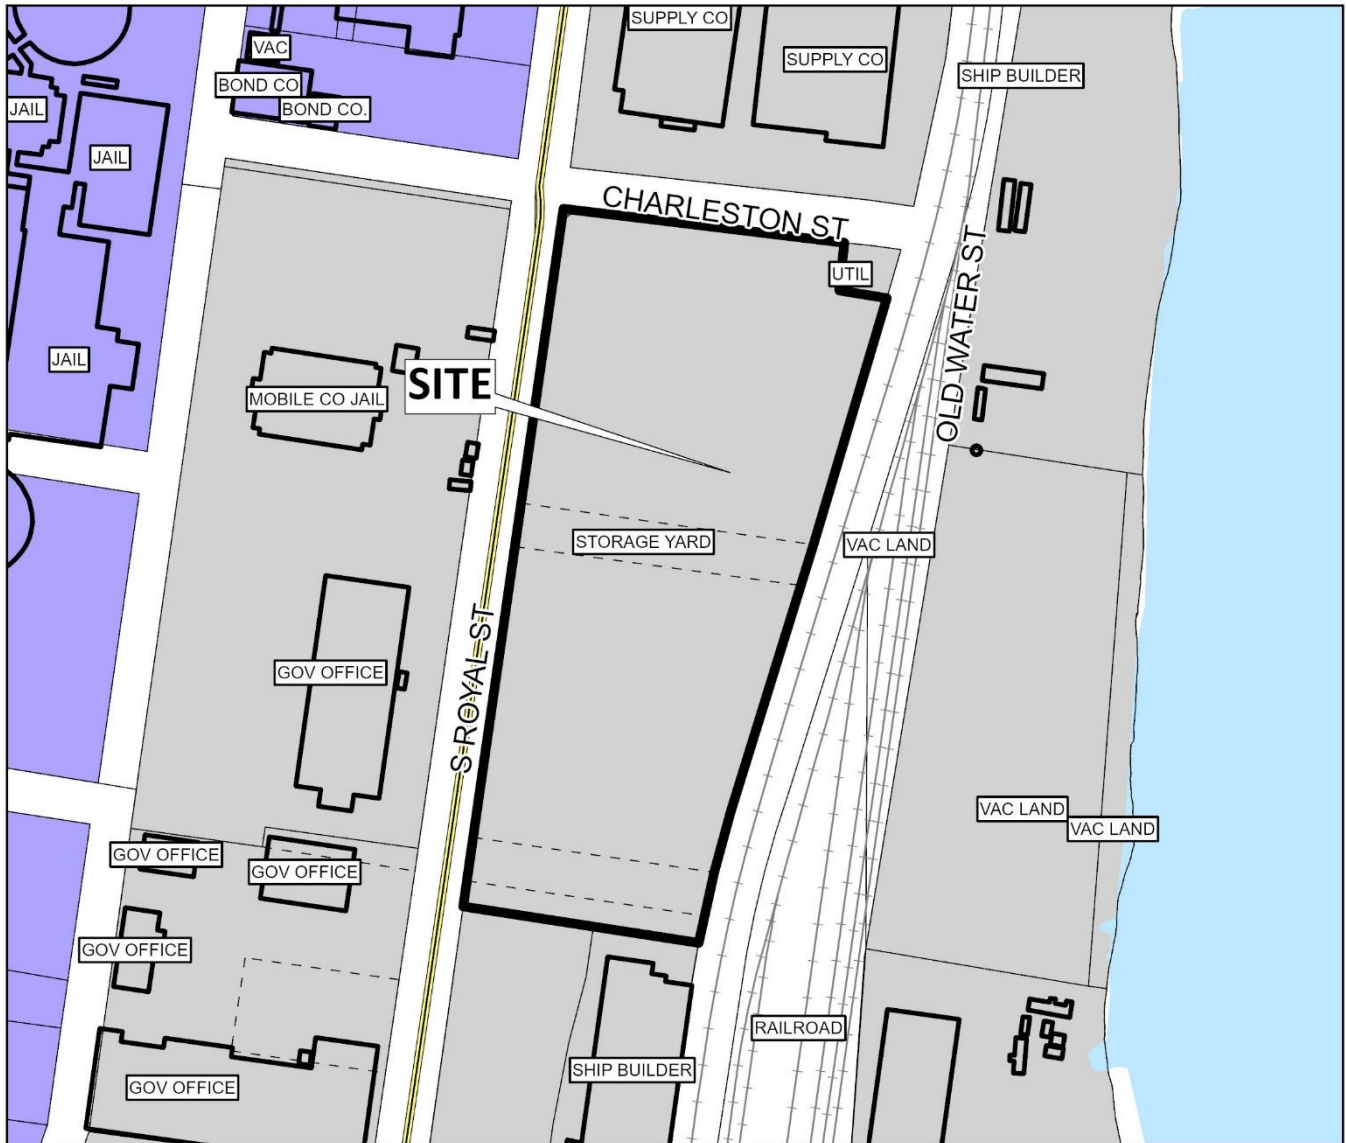 SUPPLY CO
VAC
SUPPLY CO
SHIP BUILDER
BOND CO
BOND CO.
JAIL
JAIL
CHARLESTON ST
UTIL
OLD WATER ST
JAIL
SITE
MOBILE CO JAIL
STORAGE YARD
VAC LAND
S ROYAL ST
GOV OFFICE
VAC LAND
VAC LAND
GOV OFFICE
GOV OFFICE
GOV OFFICE
RAILROAD
SHIP BUILDER
GOV OFFICE